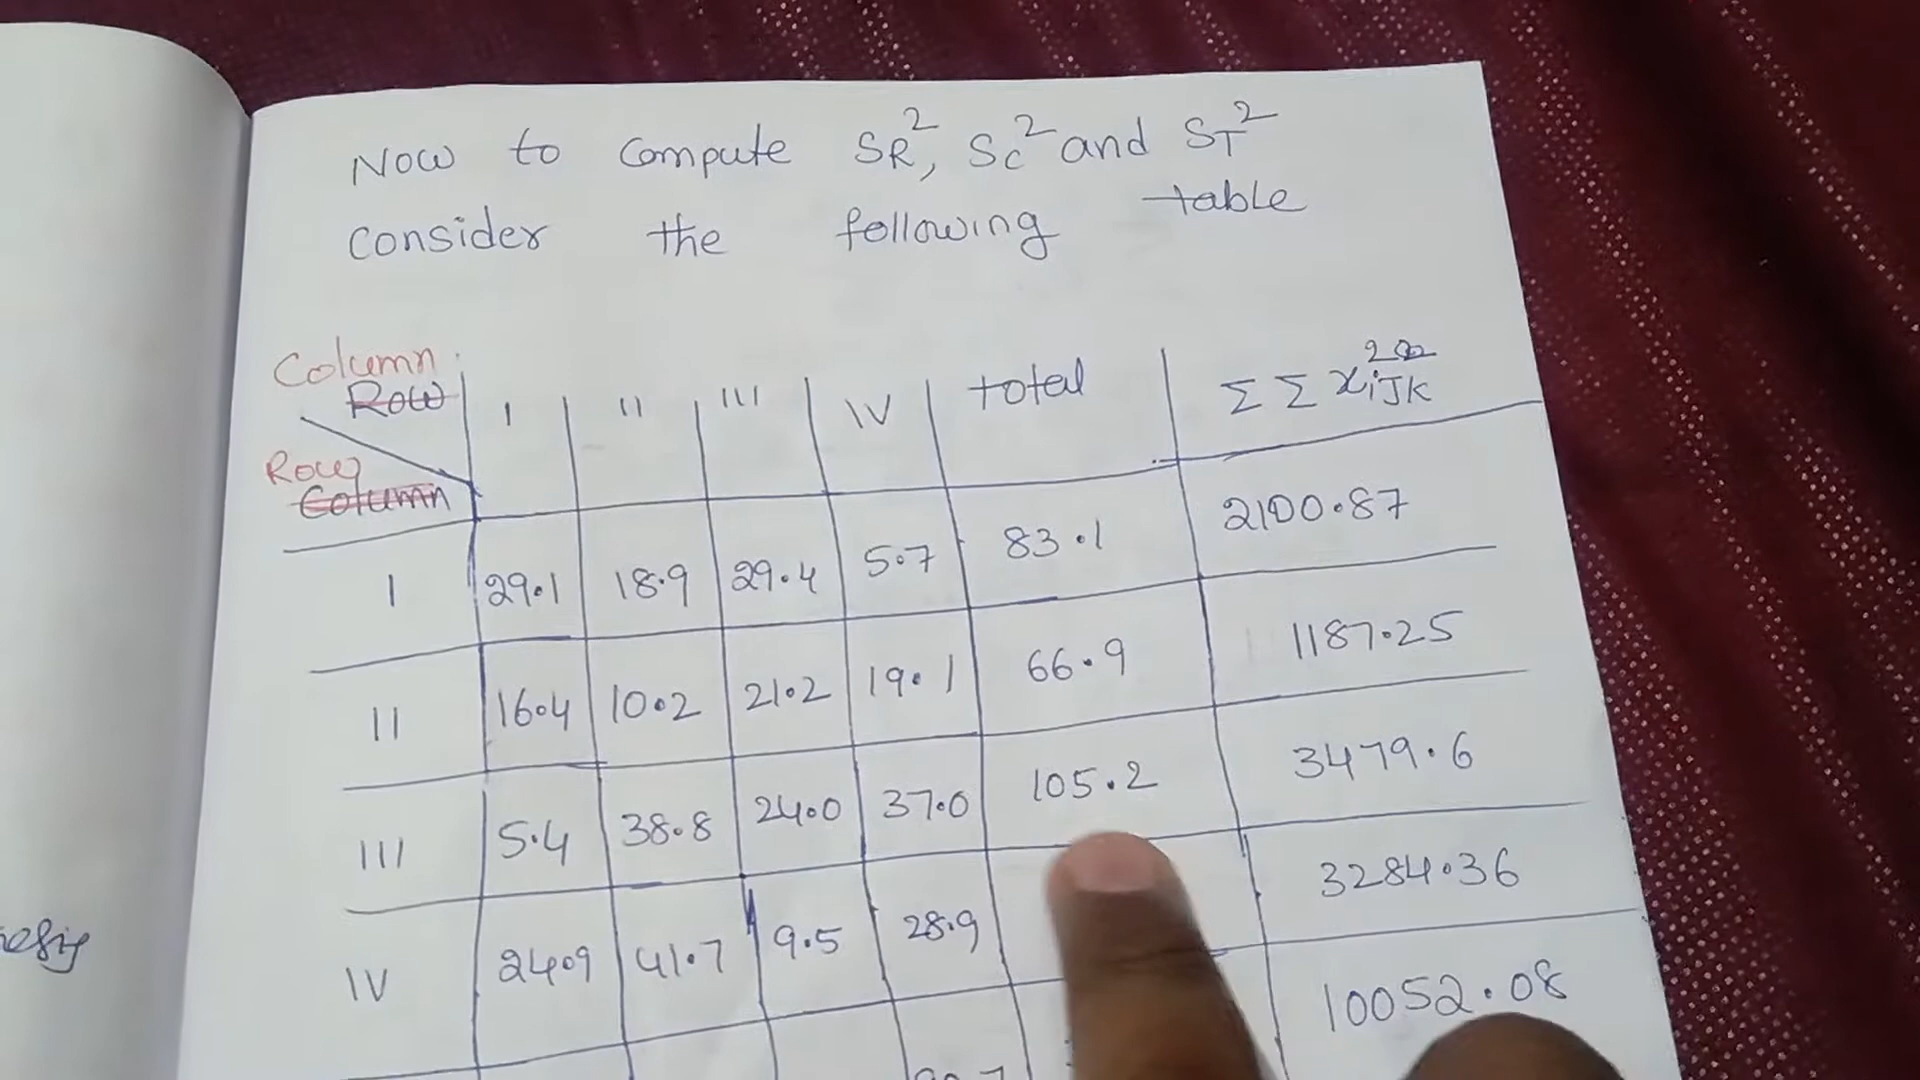 Now to compute SR², SC² and ST²
consider the following table
Column
Row
Row
Column
I II III IV total ΣΣ x²ijk
I 29.1 18.9 29.4 5.7 83.1 2100.87
II 16.4 10.2 21.2 19.1 66.9 1187.25
III 5.4 38.8 24.0 37.0 105.2 3479.6
IV 24.9 41.7 9.5 28.9 3284.36
10052.08